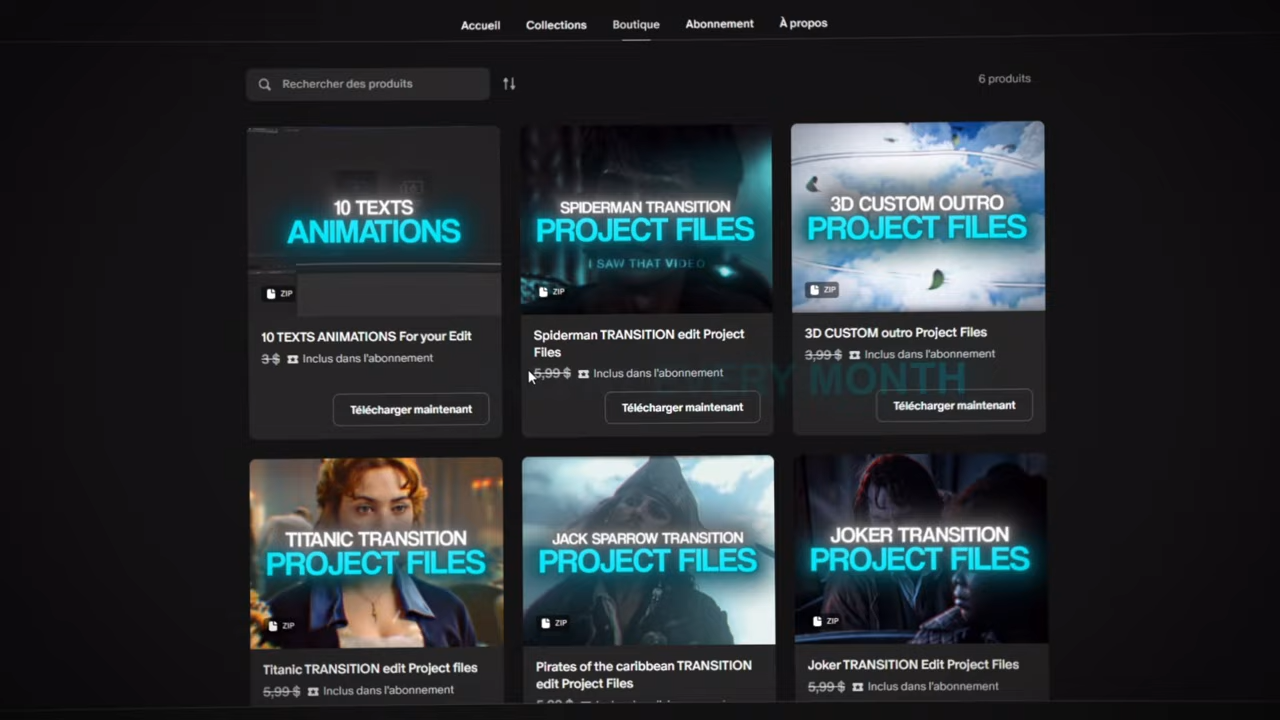 Accueil Collections Boutique Abonnement À propos
Rechercher des produits
6 produits
10 TEXTS
ANIMATIONS
ZIP
10 TEXTS ANIMATIONS For your Edit
3 $ Inclus dans l'abonnement
Télécharger maintenant
SPIDERMAN TRANSITION
PROJECT FILES
I SAW THAT VIDEO
ZIP
Spiderman TRANSITION edit Project
Files
5,99 $ Inclus dans l'abonnement
Télécharger maintenant
3D CUSTOM OUTRO
PROJECT FILES
ZIP
3D CUSTOM outro Project Files
3,99 $ Inclus dans l'abonnement
EVERY MONTH
Télécharger maintenant
TITANIC TRANSITION
PROJECT FILES
ZIP
Titanic TRANSITION edit Project files
5,99 $ Inclus dans l'abonnement
JACK SPARROW TRANSITION
PROJECT FILES
ZIP
Pirates of the caribbean TRANSITION
edit Project Files
JOKER TRANSITION
PROJECT FILES
ZIP
Joker TRANSITION Edit Project Files
5,99 $ Inclus dans l'abonnement